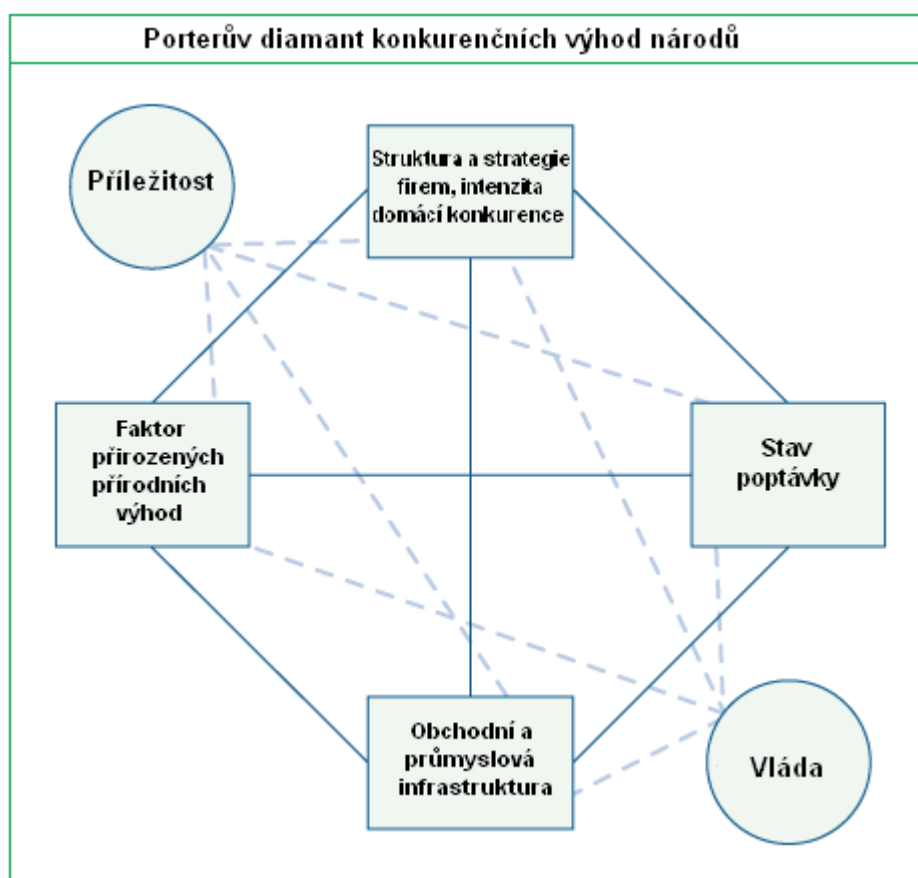 Porterův diamant konkurenčních výhod národů
Příležitost
Struktura a strategie
firem, intenzita
domácí konkurence
Faktor
přirozených
přírodních
výhod
Stav
poptávky
Obchodní a
průmyslová
infrastruktura
Vláda